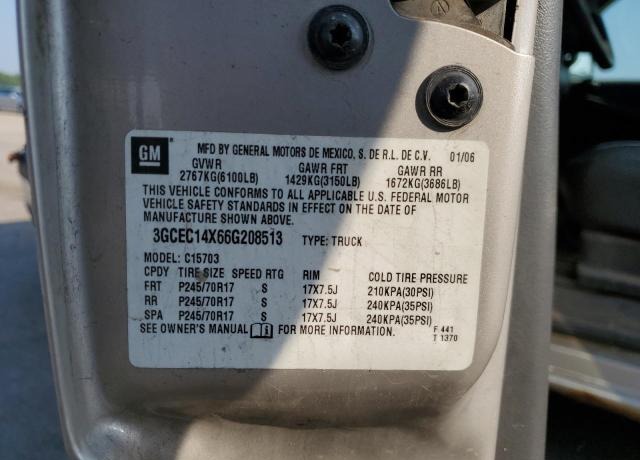 A
GM
MFD BY GENERAL MOTORS DE MEXICO, S. DE R.L. DE C.V. 01/06
GVWR GAWR FRT GAWR RR
2767KG(6100LB) 1429KG(3150LB) 1672KG(3686LB)
THIS VEHICLE CONFORMS TO ALL APPLICABLE U.S. FEDERAL MOTOR
VEHICLE SAFETY STANDARDS IN EFFECT ON THE DATE OF
MANUFACTURE SHOWN ABOVE.
3GCEC14X66G208513 TYPE: TRUCK
MODEL: C15703
CPDY TIRE SIZE SPEED RTG RIM COLD TIRE PRESSURE
FRT P245/70R17 S 17X7.5J 210KPA(30PSI)
RR P245/70R17 S 17X7.5J 240KPA(35PSI)
SPA P245/70R17 S 17X7.5J 240KPA(35PSI)
SEE OWNER'S MANUAL FOR MORE INFORMATION.
F 441
T 1370